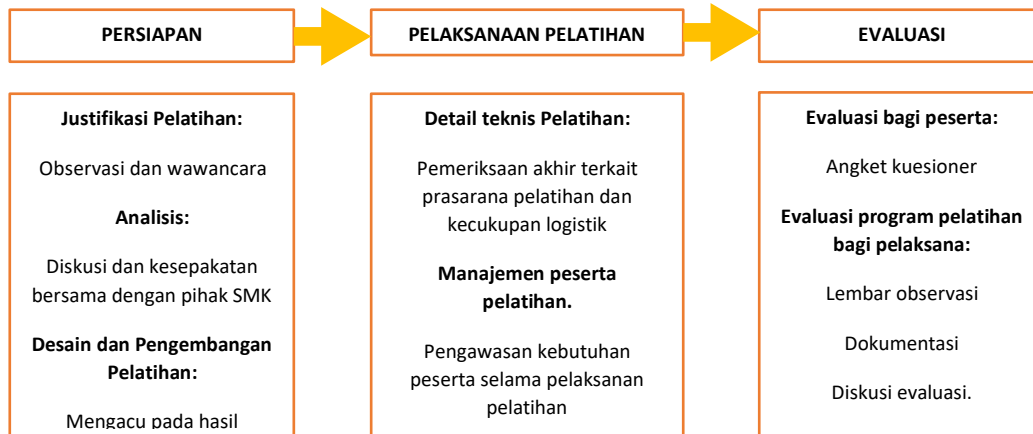 PERSIAPAN
PELAKSANAAN PELATIHAN
EVALUASI
Justifikasi Pelatihan:
Observasi dan wawancara
Analisis:
Diskusi dan kesepakatan
bersama dengan pihak SMK
Desain dan Pengembangan
Pelatihan:
Mengacu pada hasil
Detail teknis Pelatihan:
Pemeriksaan akhir terkait
prasarana pelatihan dan
kecukupan logistik
Manajemen peserta
pelatihan.
Pengawasan kebutuhan
peserta selama pelaksanan
pelatihan
Evaluasi bagi peserta:
Angket kuesioner
Evaluasi program pelatihan
bagi pelaksana:
Lembar observasi
Dokumentasi
Diskusi evaluasi.